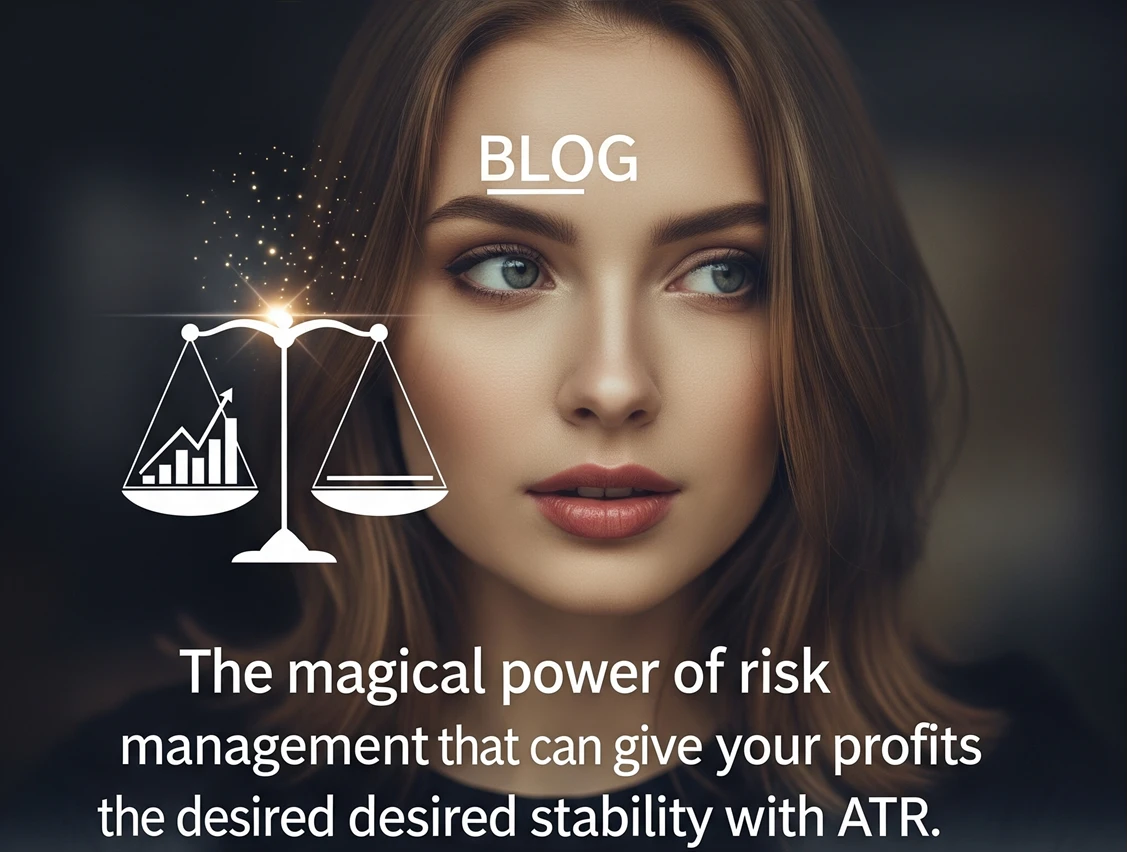 BLOG
The magical power of risk
management that can give your profits
the desired desired stability with ATR.